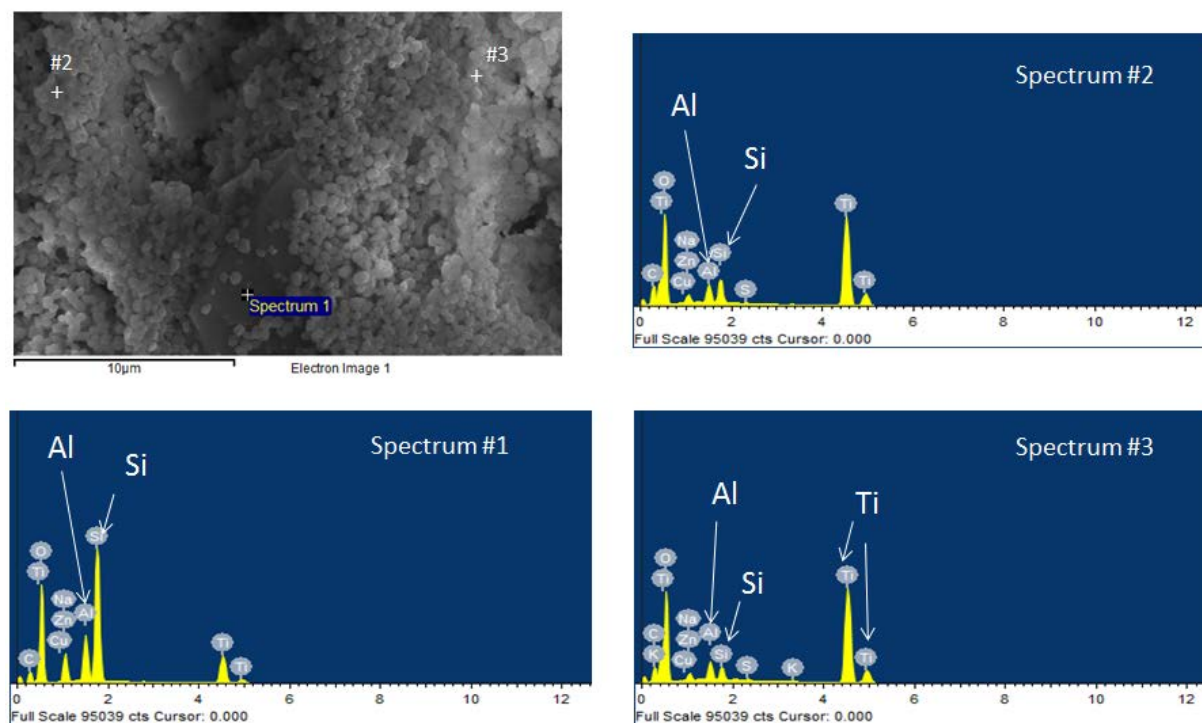 #2
#3
Spectrum 1
10µm
Electron Image 1
Spectrum #2
Al
Si
O
Ti
Ti
Na
Zn
Si
C
Cu
Al
S
Ti
0 2 4 6 8 10 12
Full Scale 95039 cts Cursor: 0.000
Spectrum #1
Al
Si
Si
O
Ti
Na
Zn
Al
Cu
Ti
C
Ti
0 2 4 6 8 10 12
Full Scale 95039 cts Cursor: 0.000
Spectrum #3
Al
Ti
Si
O
Ti
Ti
Na
C
Zn
Al
K
Cu
Si
S
K
Ti
0 2 4 6 8 10 12
Full Scale 95039 cts Cursor: 0.000